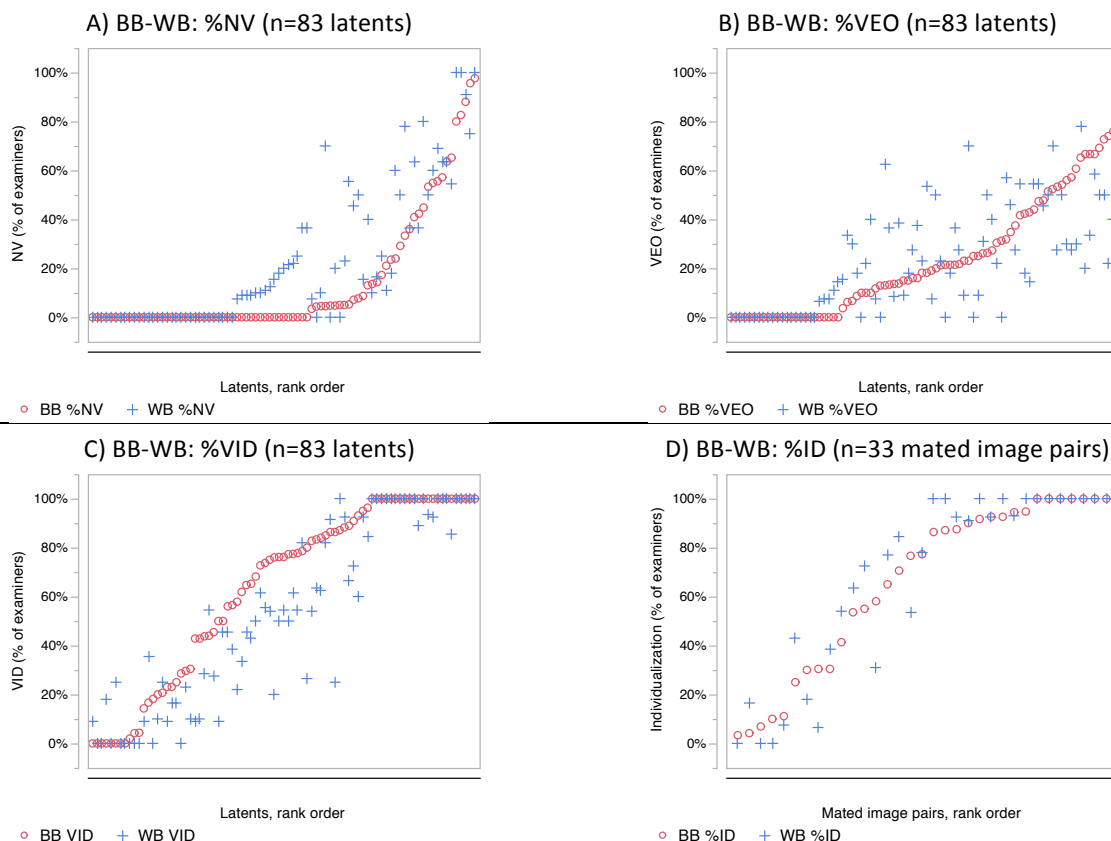 A) BB-WB: %NV (n=83 latents)
100%
80%
60%
40%
20%
0%
NV (% of examiners)
Latents, rank order
BB %NV WB %NV
B) BB-WB: %VEO (n=83 latents)
100%
80%
60%
40%
20%
0%
VEO (% of examiners)
Latents, rank order
BB %VEO WB %VEO
C) BB-WB: %VID (n=83 latents)
100%
80%
60%
40%
20%
0%
VID (% of examiners)
Latents, rank order
BB VID WB VID
D) BB-WB: %ID (n=33 mated image pairs)
100%
80%
60%
40%
20%
0%
Individualization (% of examiners)
Mated image pairs, rank order
BB %ID WB %ID